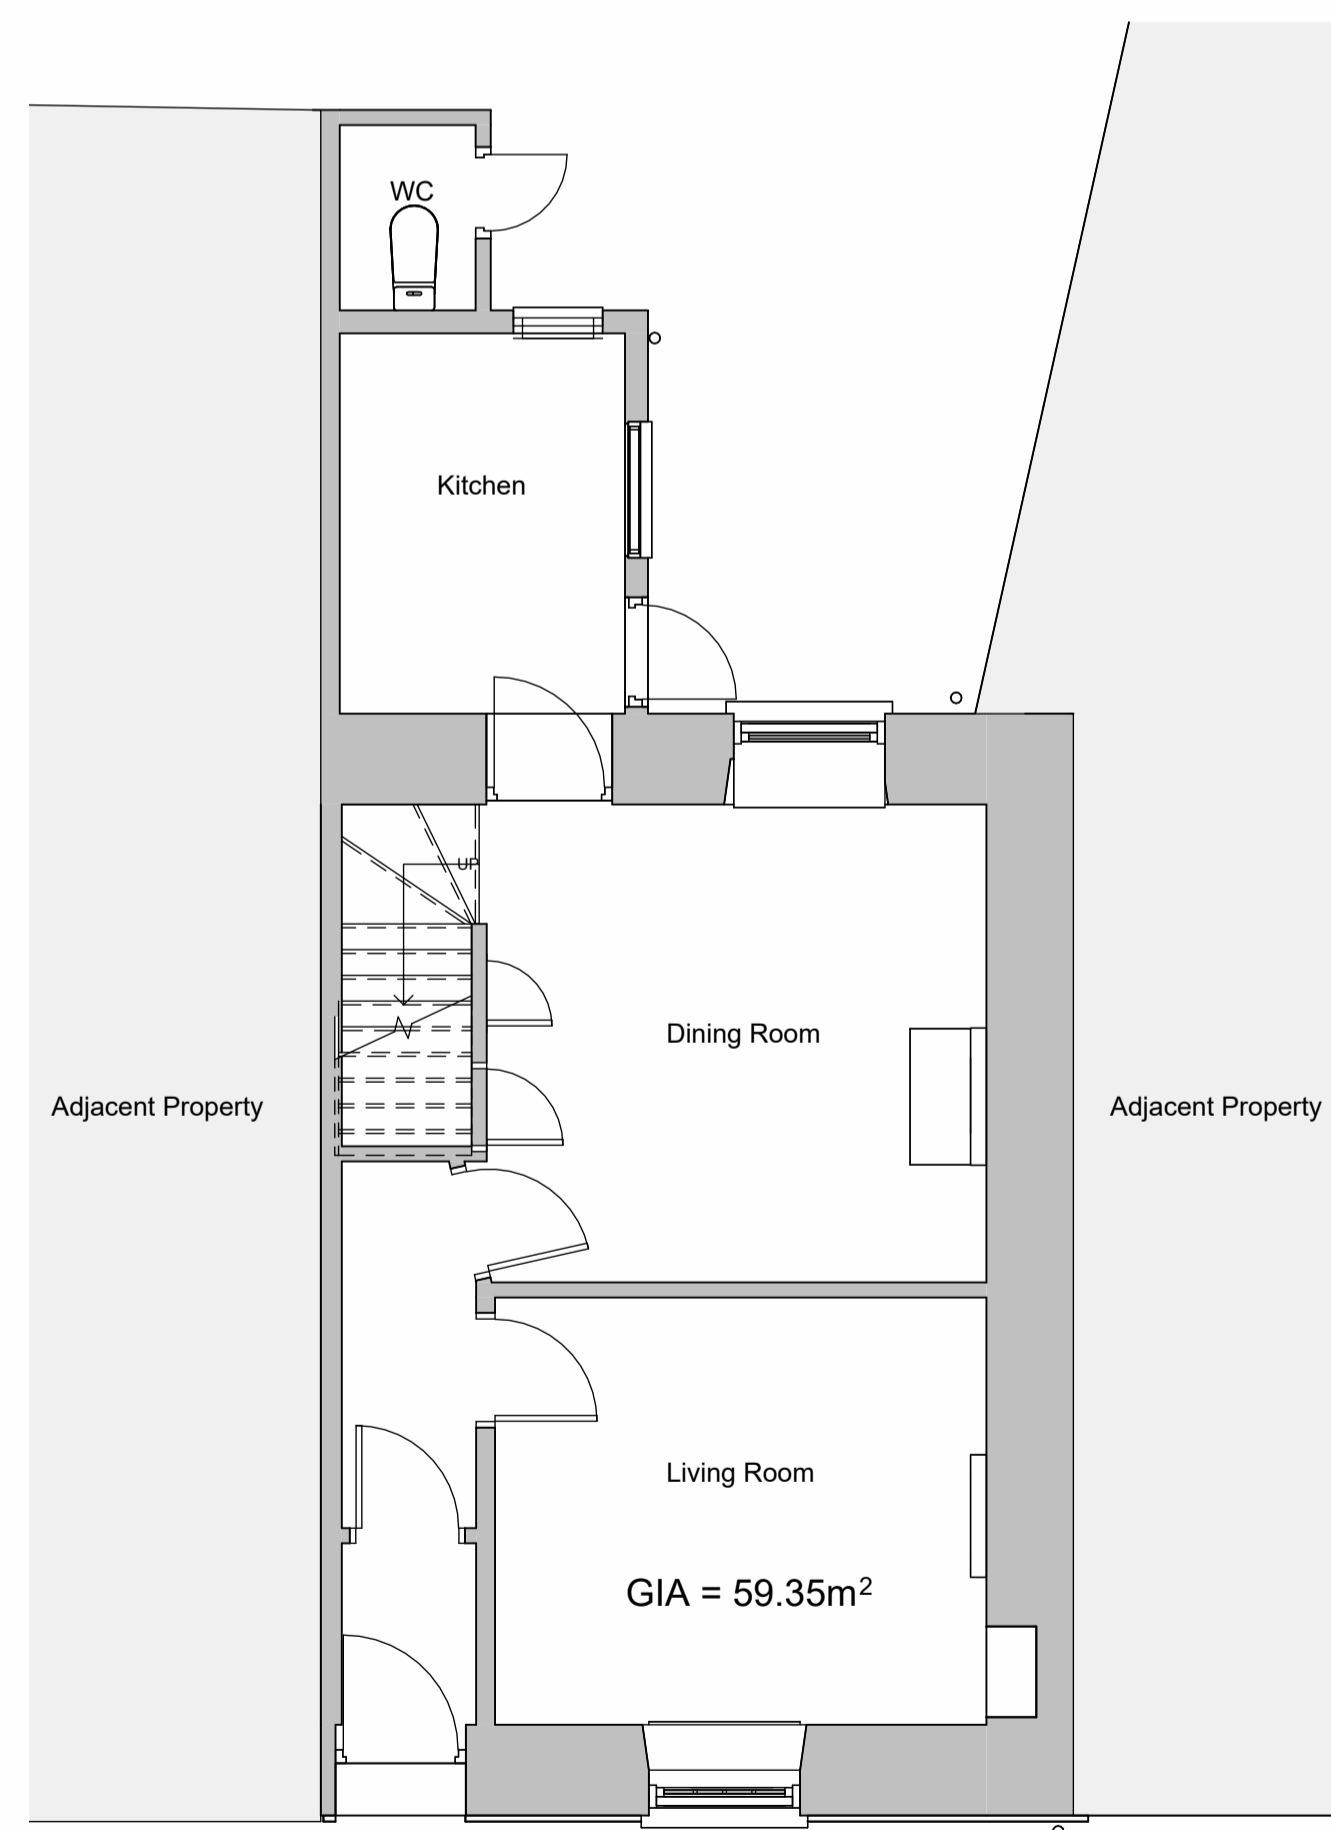 WC
Kitchen
UP
Dining Room
Adjacent Property
Adjacent Property
Living Room
GIA = 59.35m²